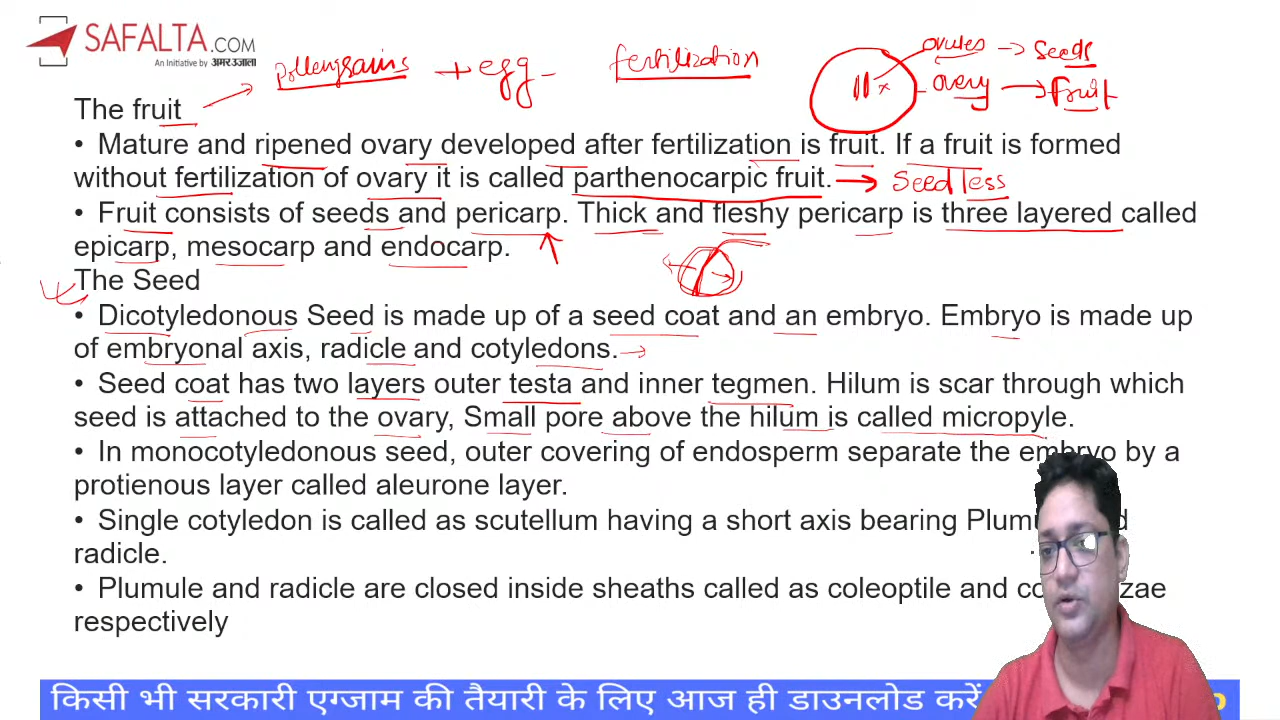 SAFALTA.COM
An Initiative by अमर उजाला
pollengrains + egg - fertilization
ovules → seeds
ovary → fruit
The fruit
• Mature and ripened ovary developed after fertilization is fruit. If a fruit is formed
without fertilization of ovary it is called parthenocarpic fruit. → Seedless
• Fruit consists of seeds and pericarp. Thick and fleshy pericarp is three layered called
epicarp, mesocarp and endocarp.
The Seed
• Dicotyledonous Seed is made up of a seed coat and an embryo. Embryo is made up
of embryonal axis, radicle and cotyledons.
• Seed coat has two layers outer testa and inner tegmen. Hilum is scar through which
seed is attached to the ovary, Small pore above the hilum is called micropyle.
• In monocotyledonous seed, outer covering of endosperm separate the embryo by a
protienous layer called aleurone layer.
• Single cotyledon is called as scutellum having a short axis bearing
radicle.
• Plumule and radicle are closed inside sheaths called as coleoptile and
respectively
किसी भी सरकारी एग्जाम की तैयारी के लिए आज ही डाउनलोड करें